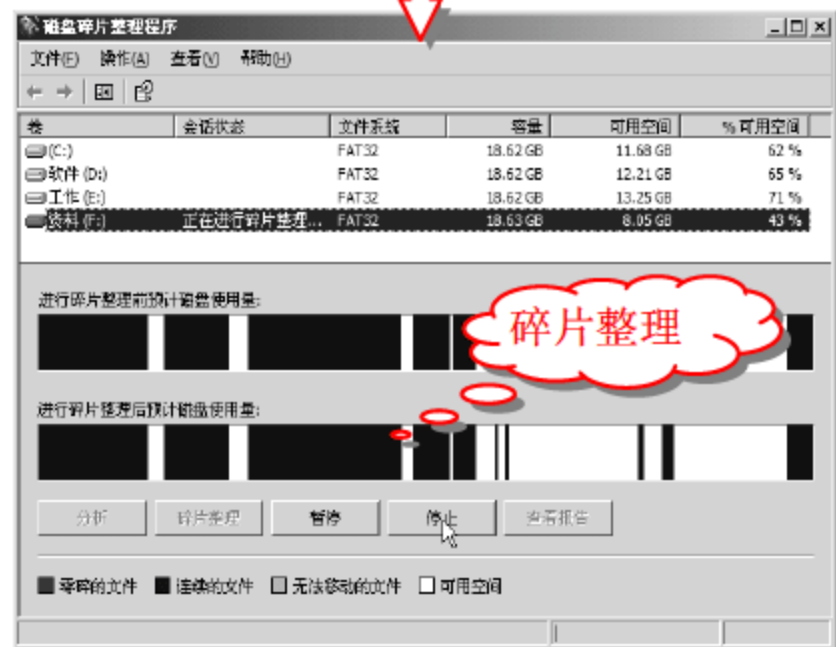 磁盘碎片整理程序
文件(F) 操作(A) 查看(V) 帮助(H)
卷 会话状态 文件系统 容量 可用空间 % 可用空间
(C:) FAT32 18.62 GB 11.68 GB 62 %
软件 (D:) FAT32 18.62 GB 12.21 GB 65 %
工作 (E:) FAT32 18.62 GB 13.25 GB 71 %
资料 (F:) 正在进行碎片整理... FAT32 18.63 GB 8.05 GB 43 %
进行碎片整理前预计磁盘使用量:
碎片整理
进行碎片整理后预计磁盘使用量:
分析 碎片整理 暂停 停止 查看报告
零碎的文件 连续的文件 无法移动的文件 可用空间